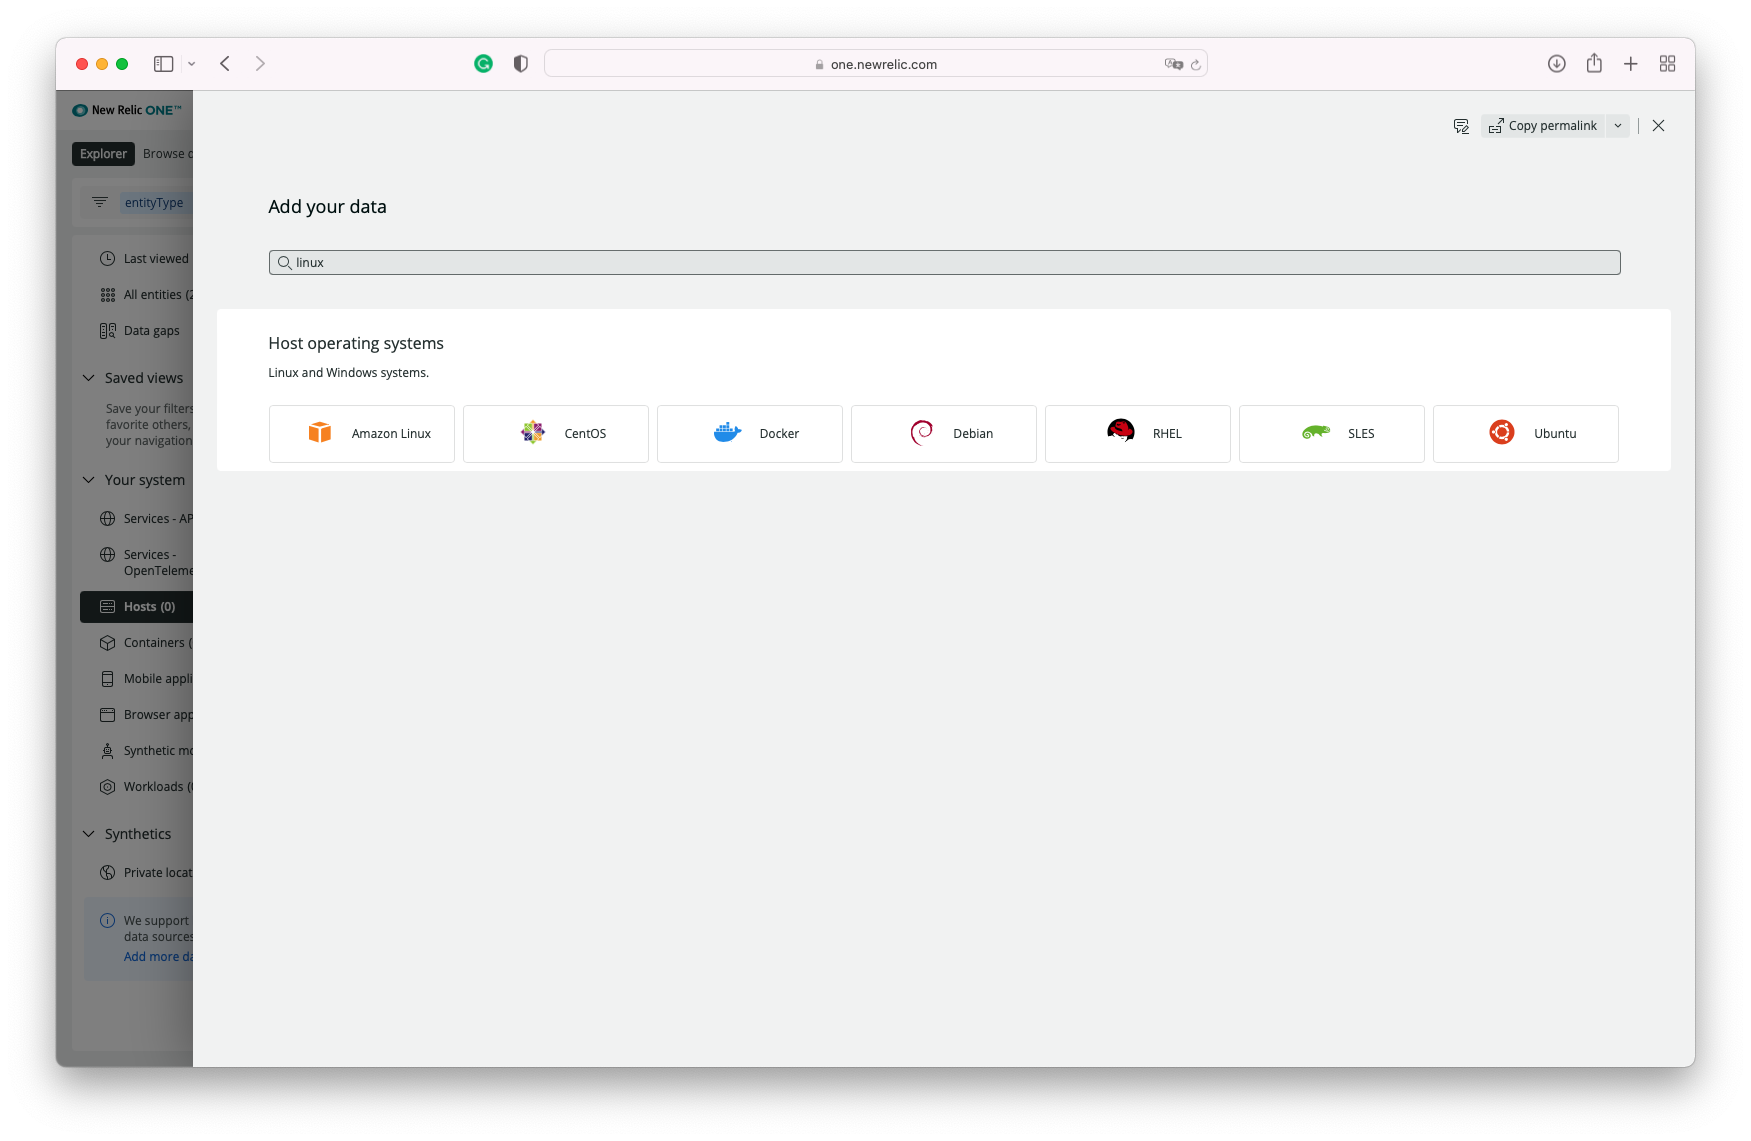 one.newrelic.com
New Relic ONE™
Copy permalink
Explorer
Browse
entityType
Last viewed
All entities
Data gaps
Saved views
Save your filters
favorite others,
your navigation
Your system
Services - AP
Services -
OpenTeleme
Hosts (0)
Containers (
Mobile appli
Browser app
Synthetic mo
Workloads (
Synthetics
Private locat
We support
data sources
Add more da
Add your data
linux
Host operating systems
Linux and Windows systems.
Amazon Linux
CentOS
Docker
Debian
RHEL
SLES
Ubuntu